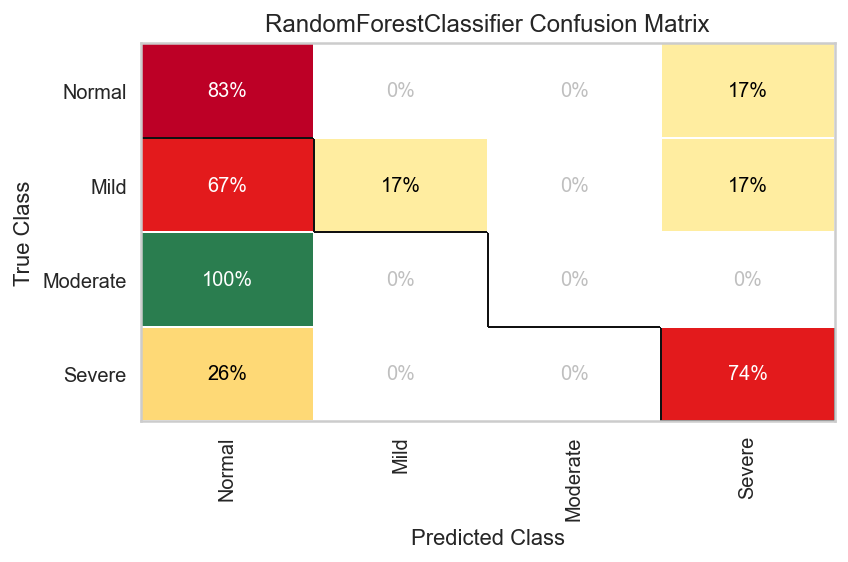 RandomForestClassifier Confusion Matrix
Normal 83% 0% 0% 17%
Mild 67% 17% 0% 17%
Moderate 100% 0% 0% 0%
Severe 26% 0% 0% 74%
True Class
Normal Mild Moderate Severe
Predicted Class